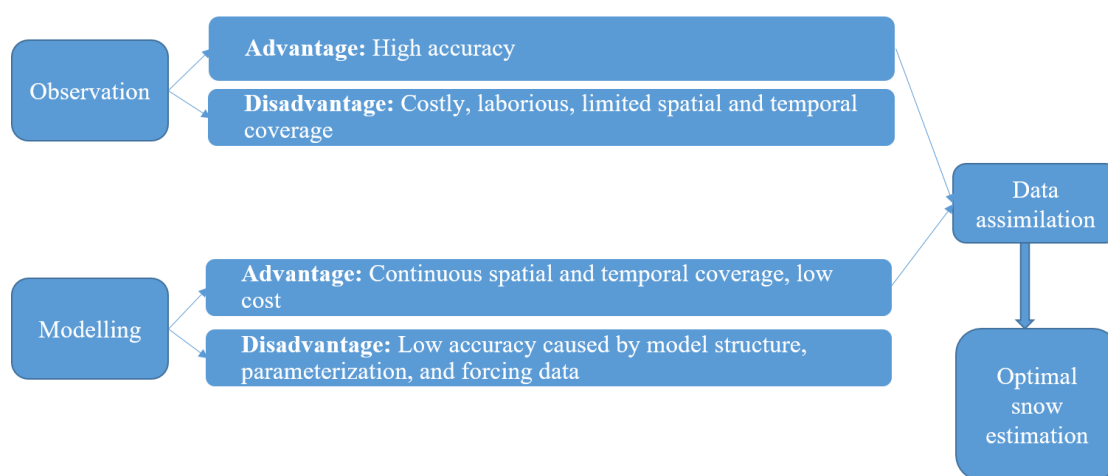 Observation
Advantage: High accuracy
Disadvantage: Costly, laborious, limited spatial and temporal
coverage
Modelling
Advantage: Continuous spatial and temporal coverage, low
cost
Disadvantage: Low accuracy caused by model structure,
parameterization, and forcing data
Data
assimilation
Optimal
snow
estimation